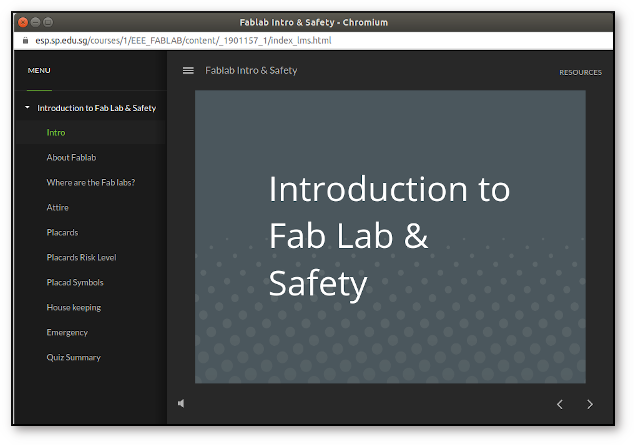 Fablab Intro & Safety - Chromium
esp.sp.edu.sg/courses/1/EEE_FABLAB/content/_1901157_1/index_lms.html
MENU
Fablab Intro & Safety
RESOURCES
Introduction to Fab Lab & Safety
Intro
About Fablab
Where are the Fab labs?
Attire
Placards
Placards Risk Level
Placad Symbols
House keeping
Emergency
Quiz Summary
Introduction to
Fab Lab &
Safety